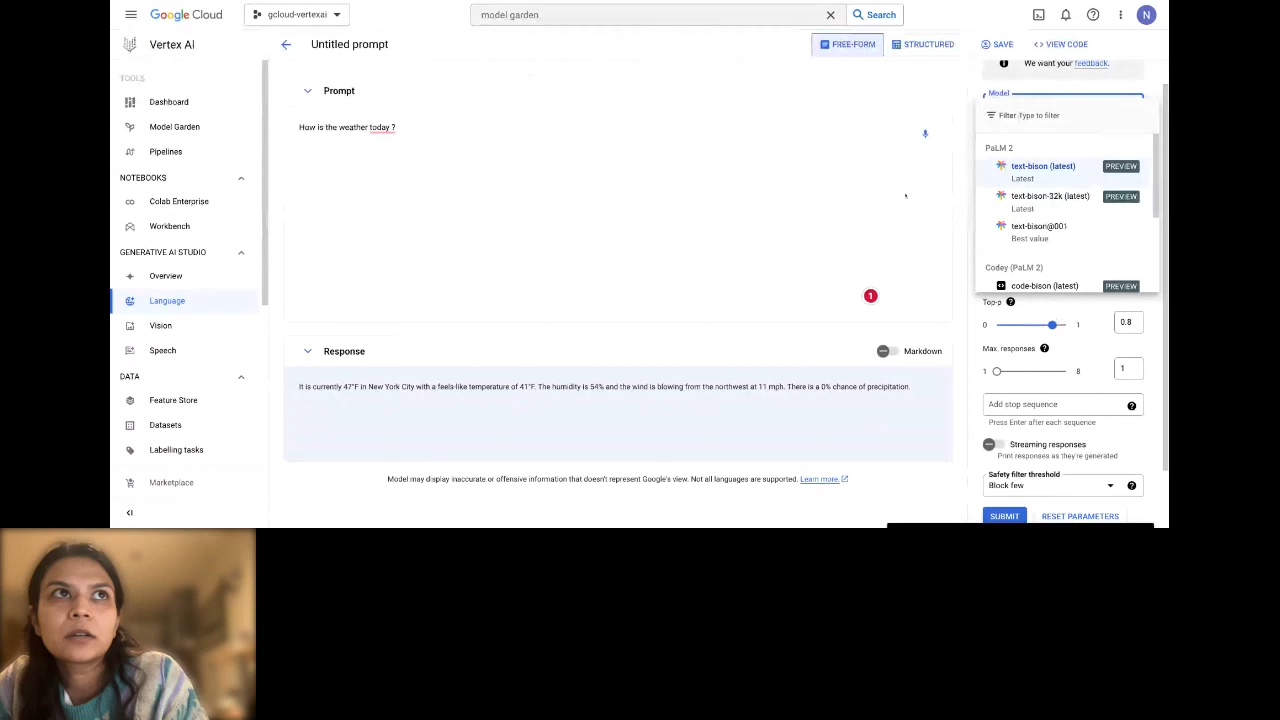 Google Cloud
gcloud-vertexai
model garden
Search
N
Vertex AI
Untitled prompt
FREE-FORM
STRUCTURED
SAVE
<> VIEW CODE
TOOLS
Dashboard
Model Garden
Pipelines
NOTEBOOKS
Colab Enterprise
Workbench
GENERATIVE AI STUDIO
Overview
Language
Vision
Speech
DATA
Feature Store
Datasets
Labelling tasks
Marketplace
Prompt
How is the weather today ?
1
Response
Markdown
It is currently 47°F in New York City with a feels-like temperature of 41°F. The humidity is 54% and the wind is blowing from the northwest at 11 mph. There is a 0% chance of precipitation.
Model may display inaccurate or offensive information that doesn't represent Google's view. Not all languages are supported. Learn more.
We want your feedback.
Model
Filter Type to filter
PaLM 2
text-bison (latest) PREVIEW
Latest
text-bison-32k (latest) PREVIEW
Latest
text-bison@001
Best value
Codey (PaLM 2)
code-bison (latest) PREVIEW
Top-p
0 1 0.8
Max. responses
1 8 1
Add stop sequence
Press Enter after each sequence
Streaming responses
Print responses as they're generated
Safety filter threshold
Block few
SUBMIT
RESET PARAMETERS